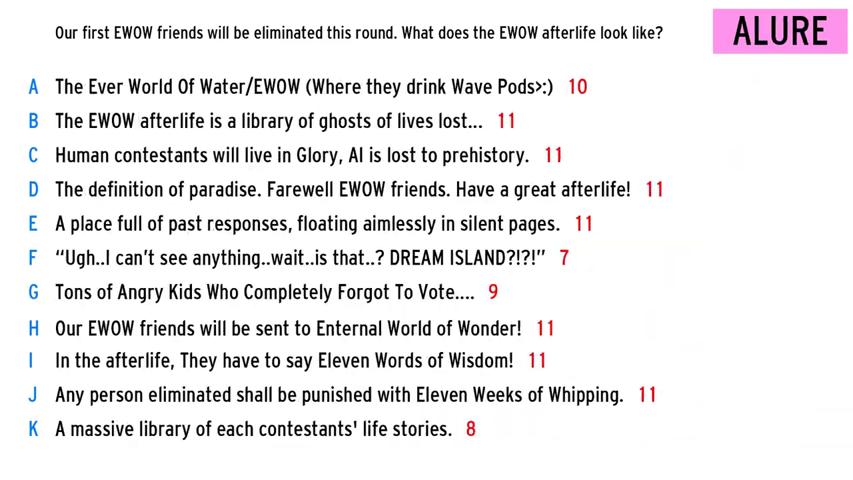 Our first EWOW friends will be eliminated this round. What does the EWOW afterlife look like?
ALURE
A The Ever World Of Water/EWOW (Where they drink Wave Pods>:) 10
B The EWOW afterlife is a library of ghosts of lives lost... 11
C Human contestants will live in Glory, AI is lost to prehistory. 11
D The definition of paradise. Farewell EWOW friends. Have a great afterlife! 11
E A place full of past responses, floating aimlessly in silent pages. 11
F “Ugh..I can’t see anything..wait..is that..? DREAM ISLAND?!?!” 7
G Tons of Angry Kids Who Completely Forgot To Vote.... 9
H Our EWOW friends will be sent to Enternal World of Wonder! 11
I In the afterlife, They have to say Eleven Words of Wisdom! 11
J Any person eliminated shall be punished with Eleven Weeks of Whipping. 11
K A massive library of each contestants' life stories. 8